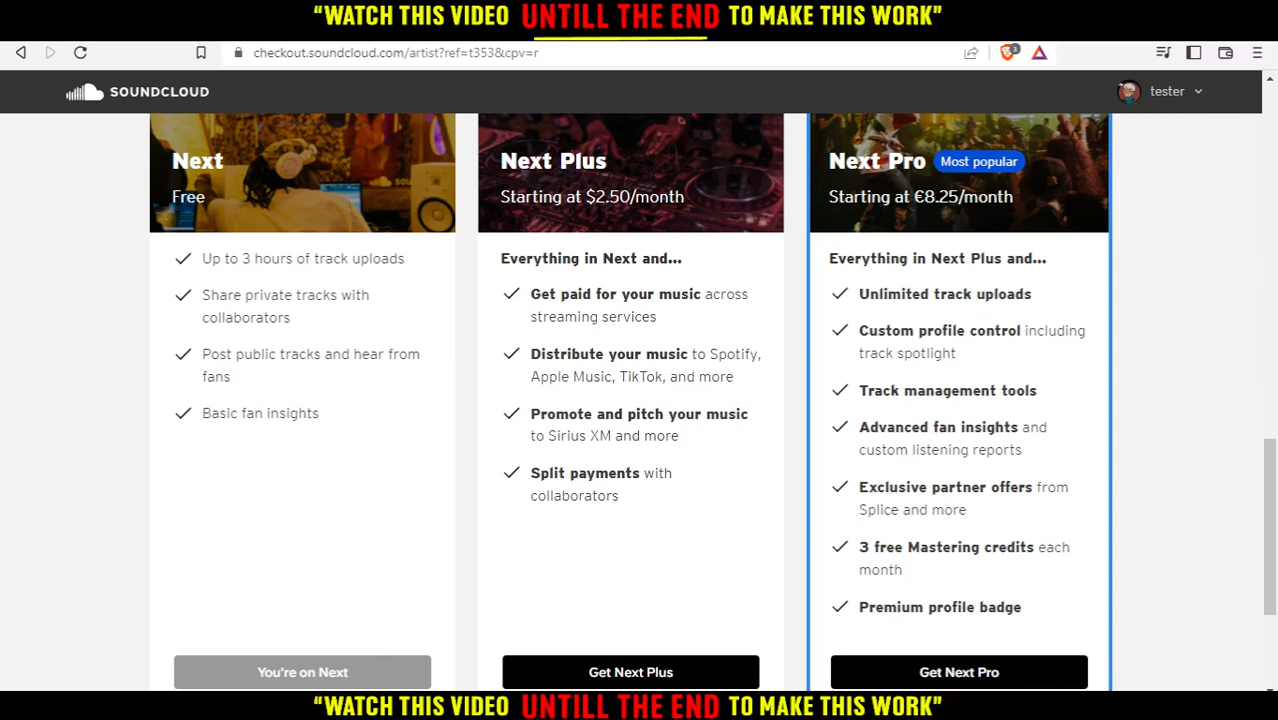 “WATCH THIS VIDEO UNTILL THE END TO MAKE THIS WORK”
checkout.soundcloud.com/artist?ref=t353&cpv=r
3
SOUNDCLOUD
tester
Next
Free
Up to 3 hours of track uploads
Share private tracks with
collaborators
Post public tracks and hear from
fans
Basic fan insights
You're on Next
Next Plus
Starting at $2.50/month
Everything in Next and...
Get paid for your music across
streaming services
Distribute your music to Spotify,
Apple Music, TikTok, and more
Promote and pitch your music
to Sirius XM and more
Split payments with
collaborators
Get Next Plus
Next Pro Most popular
Starting at €8.25/month
Everything in Next Plus and...
Unlimited track uploads
Custom profile control including
track spotlight
Track management tools
Advanced fan insights and
custom listening reports
Exclusive partner offers from
Splice and more
3 free Mastering credits each
month
Premium profile badge
Get Next Pro
“WATCH THIS VIDEO UNTILL THE END TO MAKE THIS WORK”